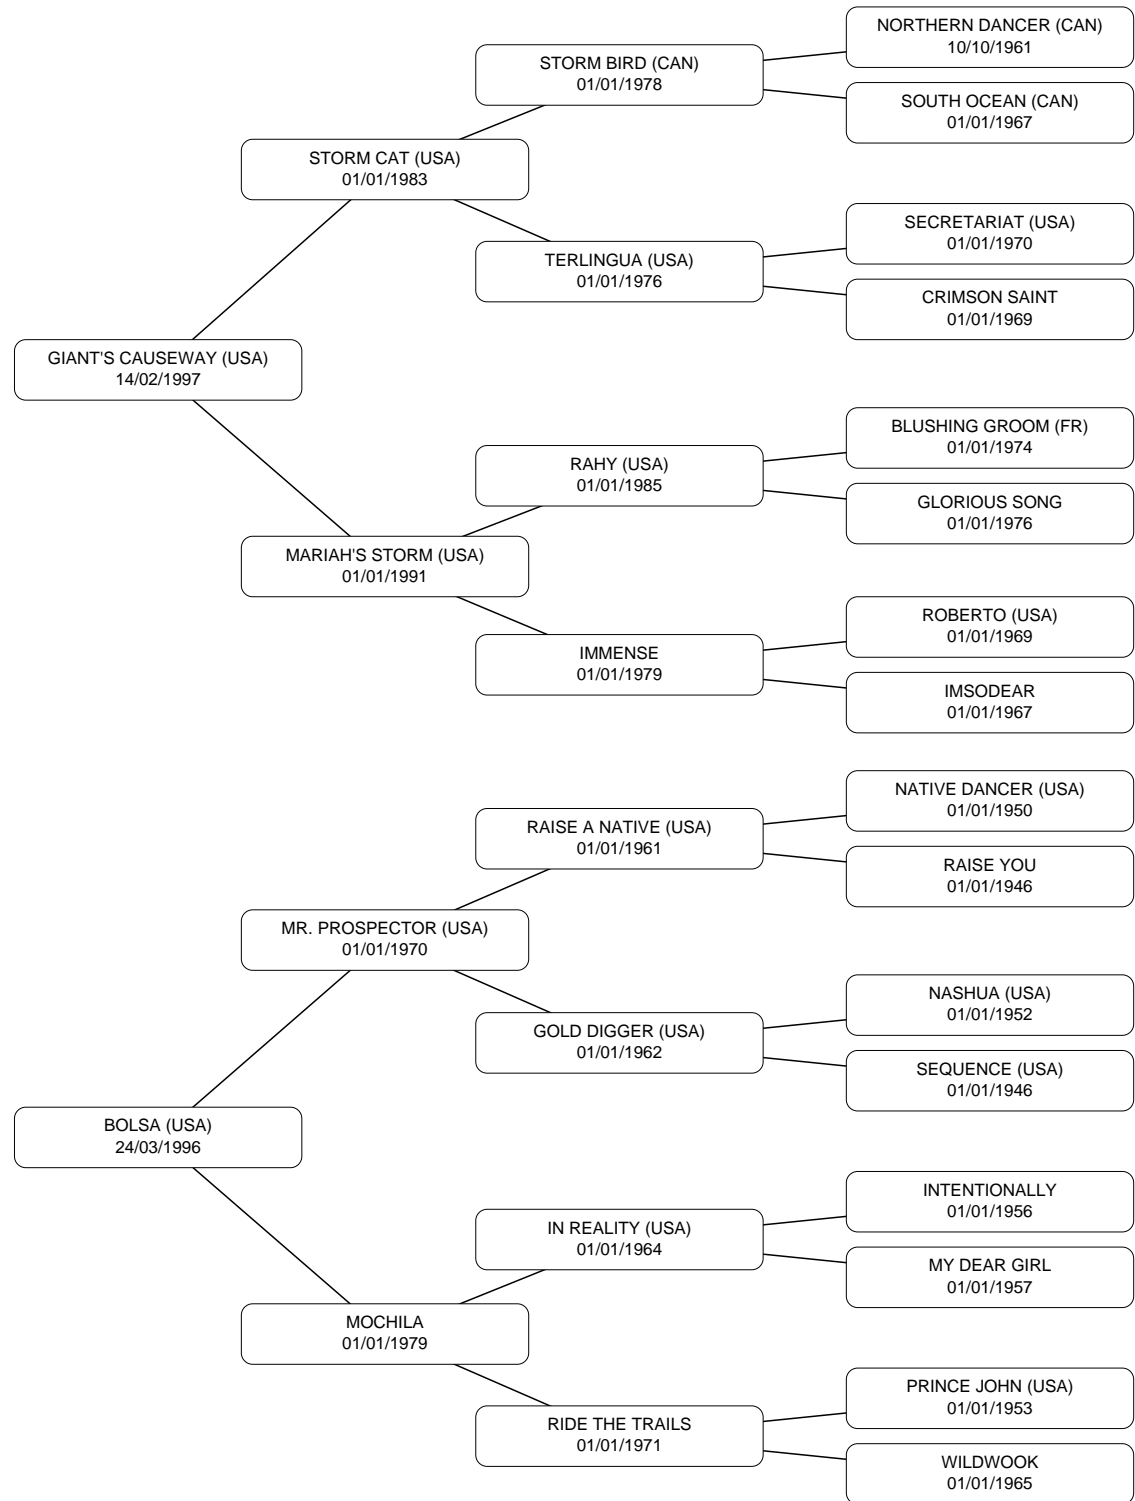 NORTHERN DANCER (CAN)
10/10/1961
STORM BIRD (CAN)
01/01/1978
SOUTH OCEAN (CAN)
01/01/1967
STORM CAT (USA)
01/01/1983
SECRETARIAT (USA)
01/01/1970
TERLINGUA (USA)
01/01/1976
CRIMSON SAINT
01/01/1969
GIANT'S CAUSEWAY (USA)
14/02/1997
BLUSHING GROOM (FR)
01/01/1974
RAHY (USA)
01/01/1985
GLORIOUS SONG
01/01/1976
MARIAH'S STORM (USA)
01/01/1991
ROBERTO (USA)
01/01/1969
IMMENSE
01/01/1979
IMSODEAR
01/01/1967
NATIVE DANCER (USA)
01/01/1950
RAISE A NATIVE (USA)
01/01/1961
RAISE YOU
01/01/1946
MR. PROSPECTOR (USA)
01/01/1970
NASHUA (USA)
01/01/1952
GOLD DIGGER (USA)
01/01/1962
SEQUENCE (USA)
01/01/1946
BOLSA (USA)
24/03/1996
INTENTIONALLY
01/01/1956
IN REALITY (USA)
01/01/1964
MY DEAR GIRL
01/01/1957
MOCHILA
01/01/1979
PRINCE JOHN (USA)
01/01/1953
RIDE THE TRAILS
01/01/1971
WILDWOOK
01/01/1965